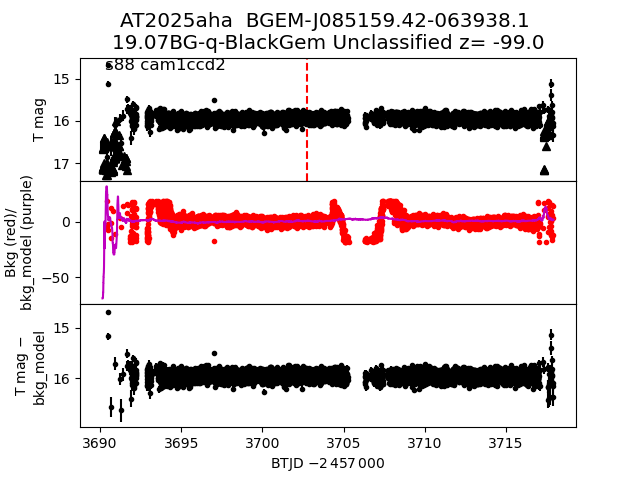 AT2025aha  BGEM-J085159.42-063938.1
19.07BG-q-BlackGem Unclassified z= -99.0
s88 cam1ccd2
15
16
17
T mag
0
−50
Bkg (red)/
bkg_model (purple)
15
16
T mag −
bkg_model
3690
3695
3700
3705
3710
3715
BTJD −2 457 000